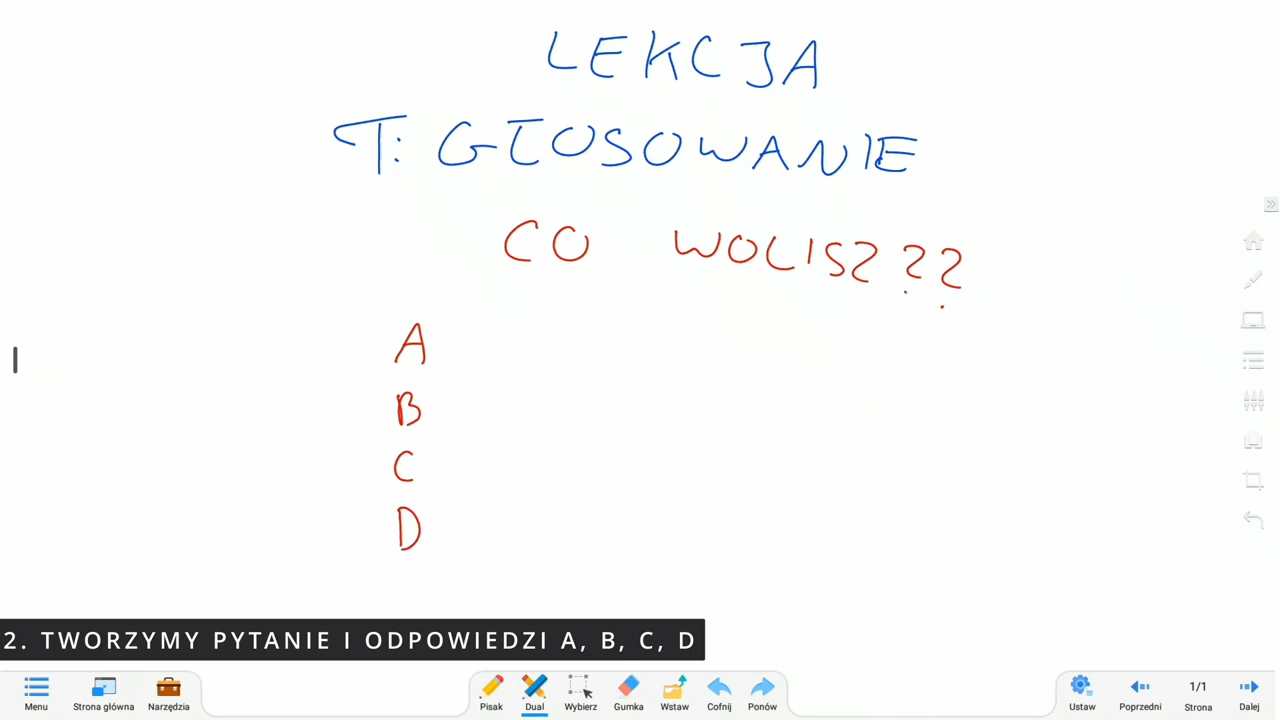 LEKCJA
T: GŁOSOWANIE
CO WOLISZ??
A
B
C
D
2. TWORZYMY PYTANIE I ODPOWIEDZI A, B, C, D
Menu Strona główna Narzędzia Pisak Dual Wybierz Gumka Wstaw Cofnij Ponów Ustaw Poprzedni 1/1 Strona Dalej